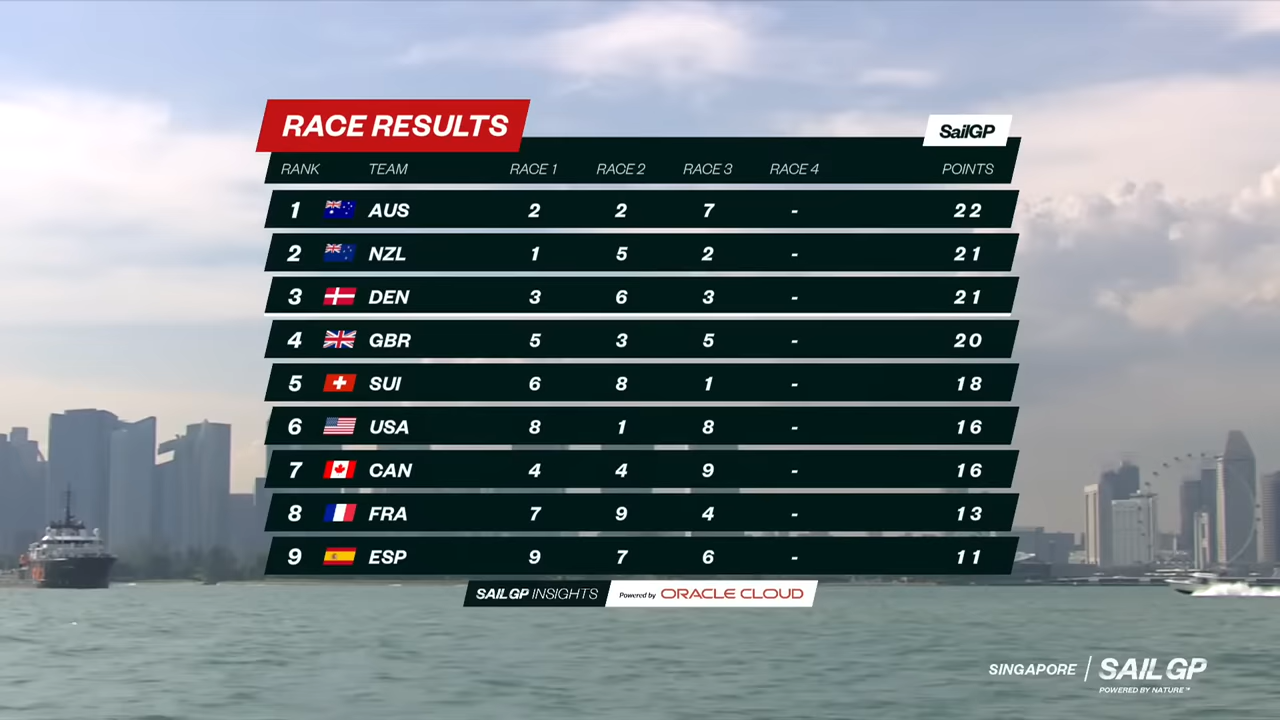 RACE RESULTS
SailGP
RANK TEAM RACE 1 RACE 2 RACE 3 RACE 4 POINTS
1 AUS 2 2 7 - 22
2 NZL 1 5 2 - 21
3 DEN 3 6 3 - 21
4 GBR 5 3 5 - 20
5 SUI 6 8 1 - 18
6 USA 8 1 8 - 16
7 CAN 4 4 9 - 16
8 FRA 7 9 4 - 13
9 ESP 9 7 6 - 11
SAIL GP INSIGHTS Powered by ORACLE CLOUD
SINGAPORE | SAIL GP
POWERED BY NATURE™